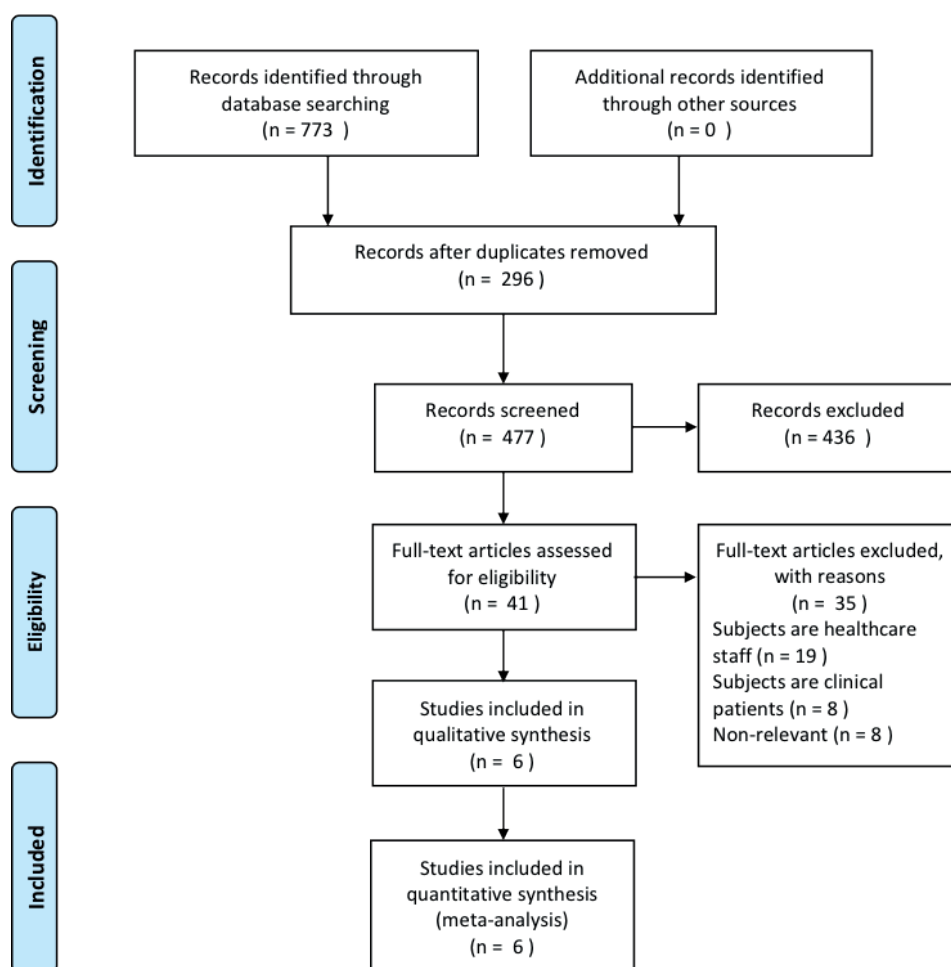 Identification
Records identified through
database searching
(n = 773 )
Additional records identified
through other sources
(n = 0 )
Records after duplicates removed
(n = 296 )
Screening
Records screened
(n = 477 )
Records excluded
(n = 436 )
Eligibility
Full-text articles assessed
for eligibility
(n = 41 )
Full-text articles excluded,
with reasons
(n = 35 )
Subjects are healthcare
staff (n = 19 )
Subjects are clinical
patients (n = 8 )
Non-relevant (n = 8 )
Studies included in
qualitative synthesis
(n = 6 )
Included
Studies included in
quantitative synthesis
(meta-analysis)
(n = 6 )